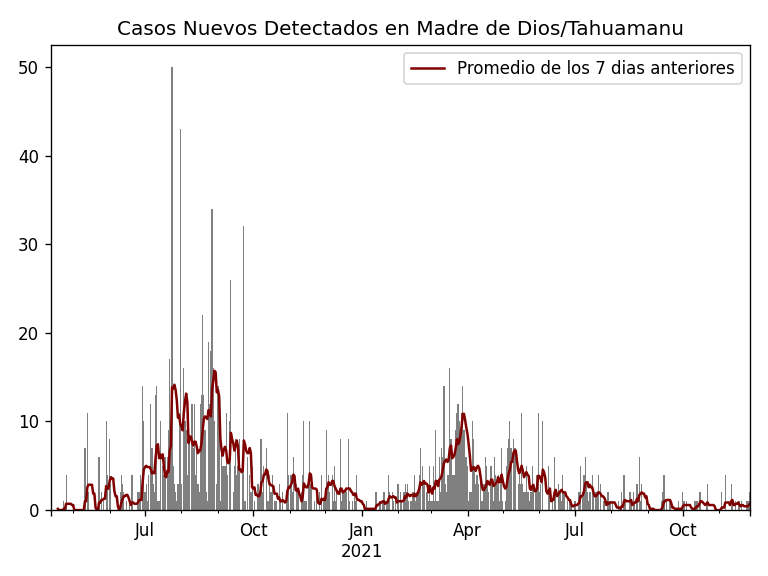 Casos Nuevos Detectados en Madre de Dios/Tahuamanu
Promedio de los 7 dias anteriores
50
40
30
20
10
0
Jul
Oct
Jan
2021
Apr
Jul
Oct